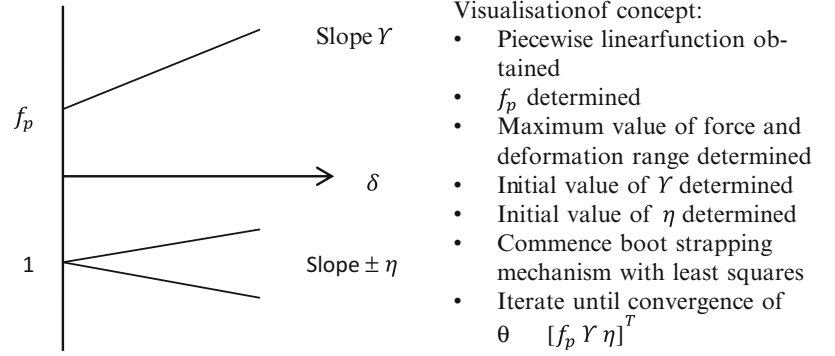 Slope ϒ
f_p
δ
1
Slope ± η
Visualisationof concept:
• Piecewise linearfunction ob-
tained
• f_p determined
• Maximum value of force and
deformation range determined
• Initial value of ϒ determined
• Initial value of η determined
• Commence boot strapping
mechanism with least squares
• Iterate until convergence of
θ [f_p ϒ η]^T